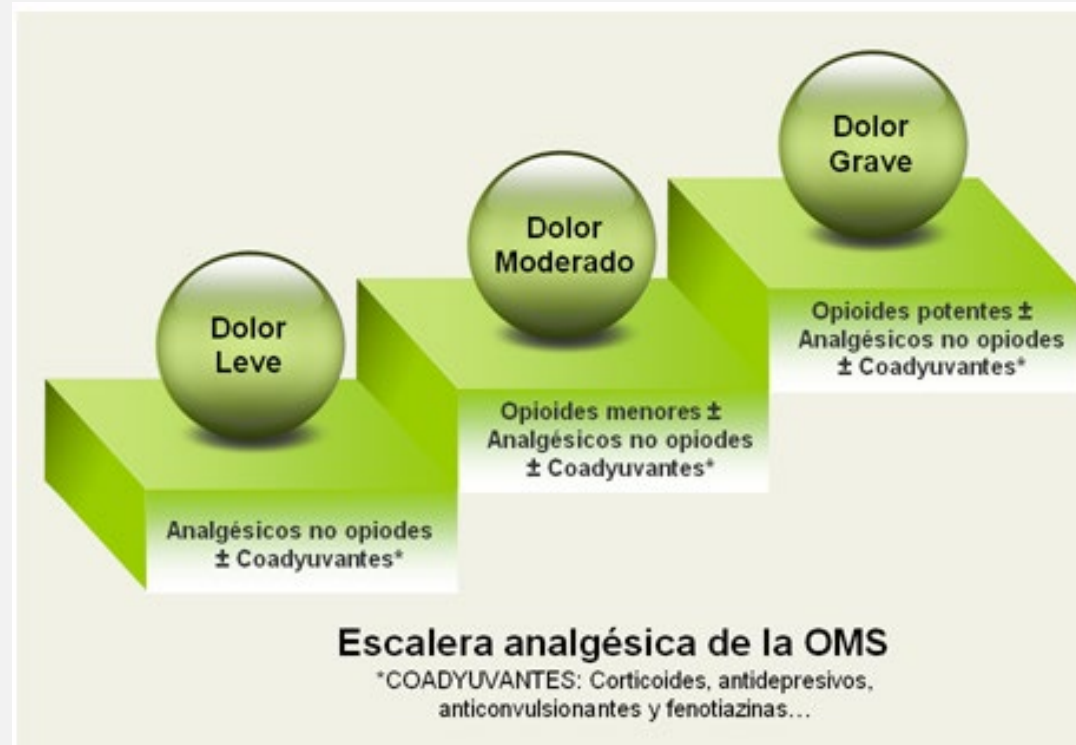 Dolor
Leve
Analgésicos no opiodes
± Coadyuvantes*
Dolor
Moderado
Opioides menores ±
Analgésicos no opiodes
± Coadyuvantes*
Dolor
Grave
Opioides potentes ±
Analgésicos no opiodes
± Coadyuvantes*
Escalera analgésica de la OMS
*COADYUVANTES: Corticoides, antidepresivos,
anticonvulsionantes y fenotiazinas...